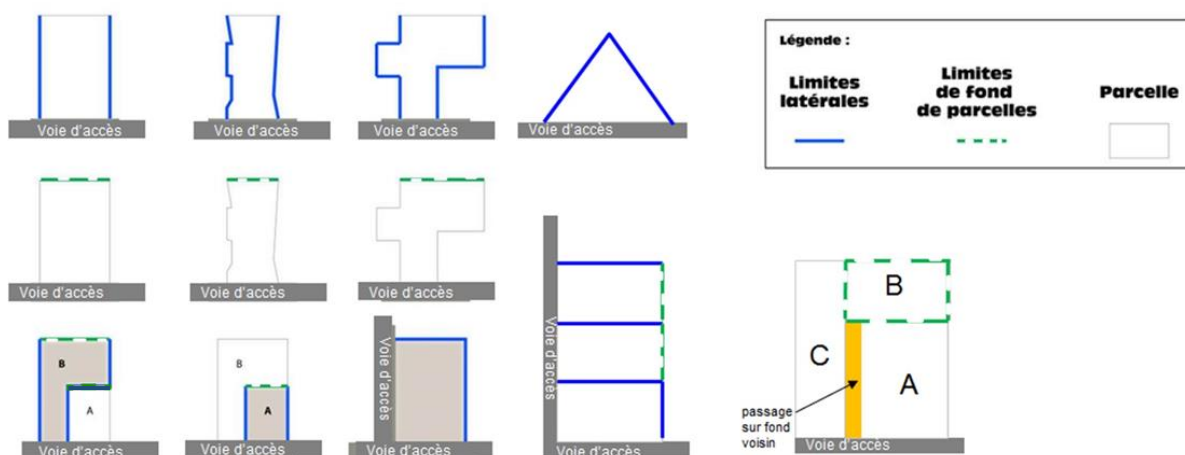 Voie d'accès
Voie d'accès
Voie d'accès
Voie d'accès
Légende :
Limites
latérales
Limites
de fond
de parcelles
Parcelle
Voie d'accès
Voie d'accès
Voie d'accès
B
A
Voie d'accès
B
A
Voie d'accès
Voie d'accès
Voie d'accès
Voie d'accès
Voie d'accès
B
C
A
passage
sur fond
voisin
Voie d'accès